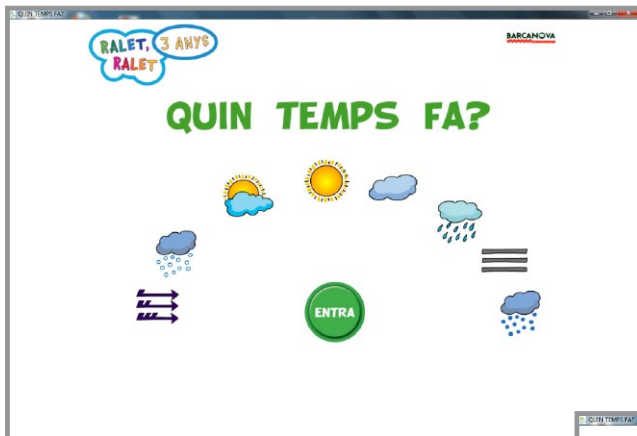 QUIN TEMPS FA?
RALET, 3 ANYS
RALET
BARCANOVA
QUIN TEMPS FA?
ENTRA
QUIN TEMPS FA?